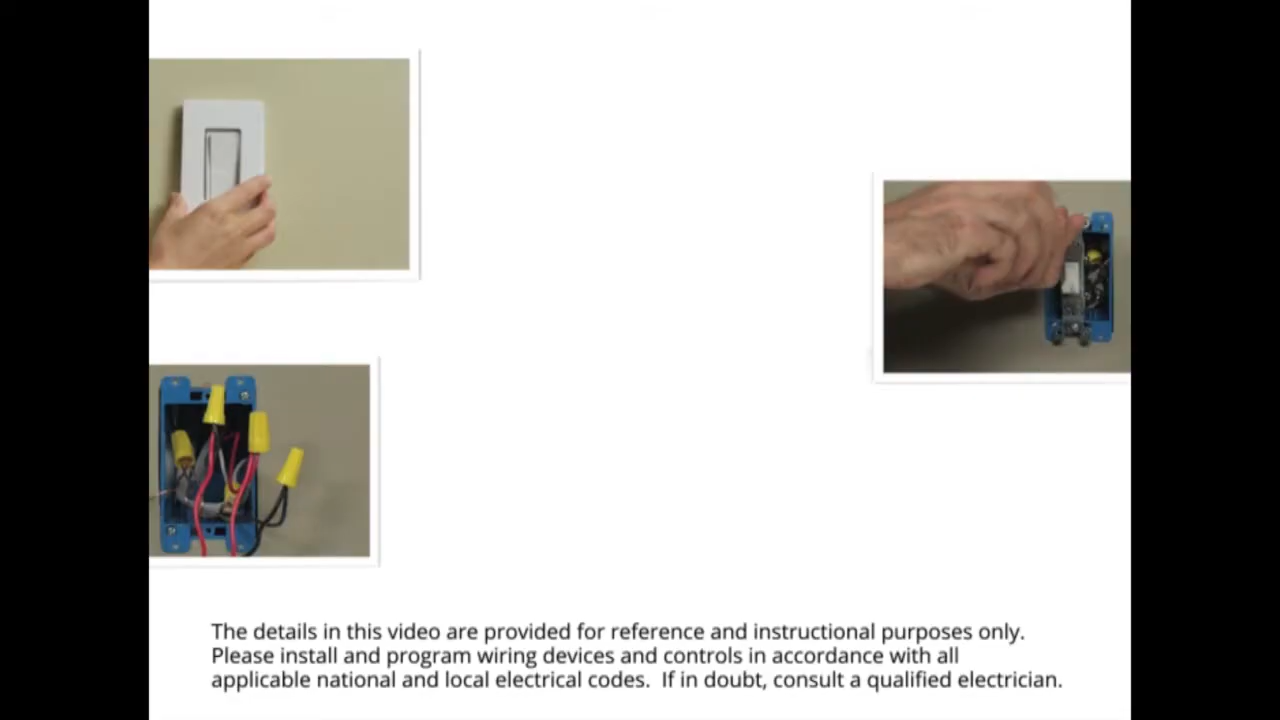 The details in this video are provided for reference and instructional purposes only.
Please install and program wiring devices and controls in accordance with all
applicable national and local electrical codes.  If in doubt, consult a qualified electrician.